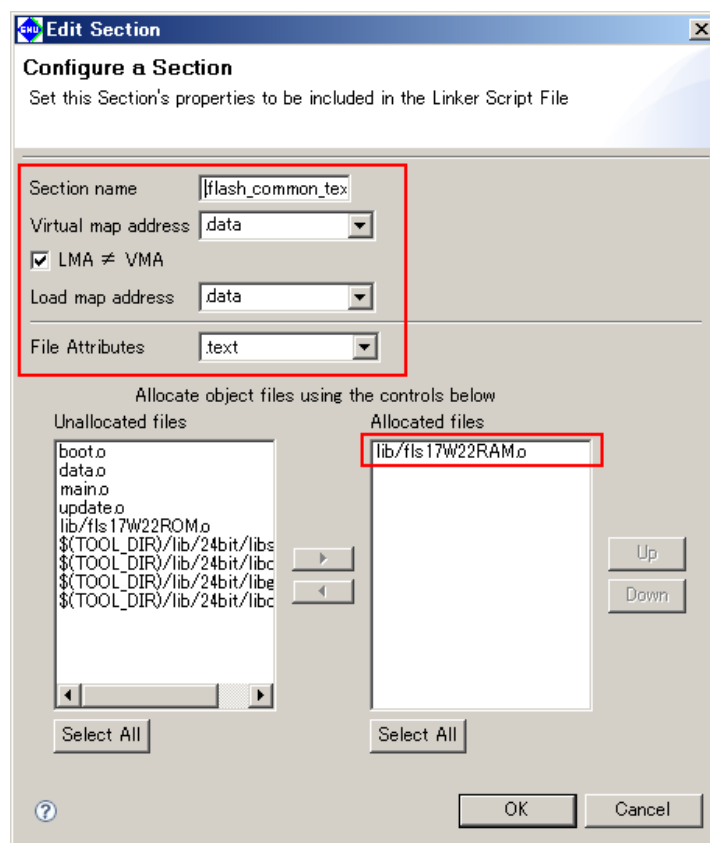 GNU Edit Section
Configure a Section
Set this Section's properties to be included in the Linker Script File
Section name flash_common_tex
Virtual map address .data
LMA ≠ VMA
Load map address .data
File Attributes .text
Allocate object files using the controls below
Unallocated files Allocated files
boot.o lib/fls17W22RAM.o
data.o
main.o
update.o
lib/fls17W22ROM.o
$(TOOL_DIR)/lib/24bit/libs
$(TOOL_DIR)/lib/24bit/libc
$(TOOL_DIR)/lib/24bit/libg
$(TOOL_DIR)/lib/24bit/libc
Up
Down
Select All Select All
OK Cancel